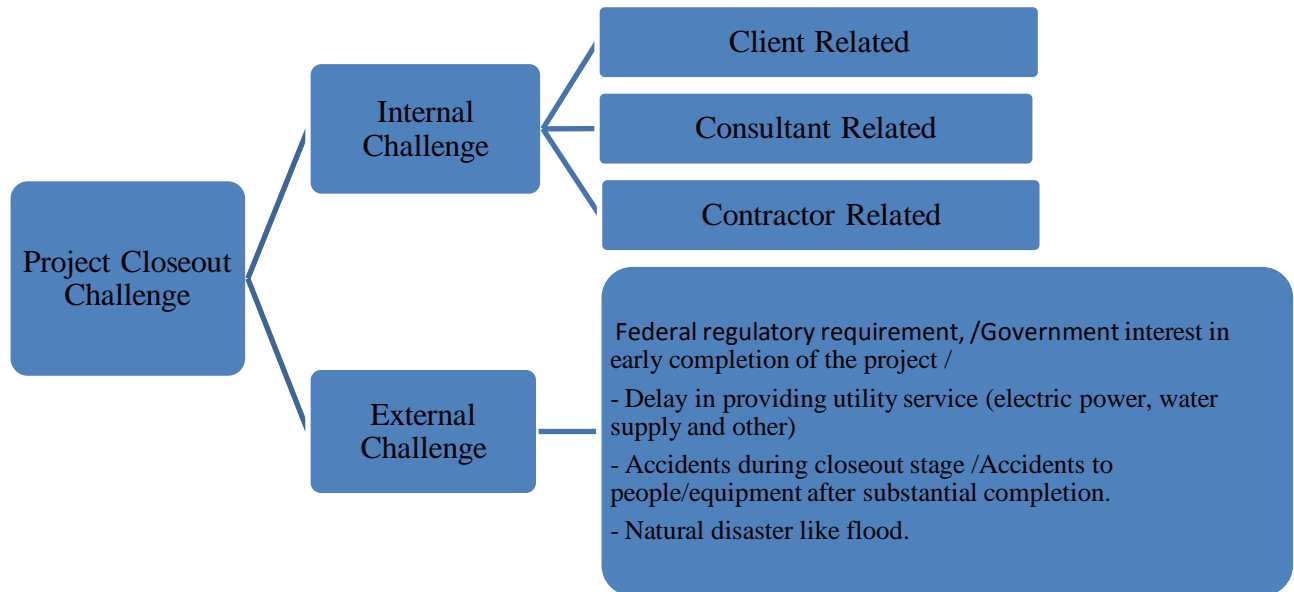 Project Closeout
Challenge
Internal
Challenge
Client Related
Consultant Related
Contractor Related
External
Challenge
Federal regulatory requirement, /Government interest in
early completion of the project /
- Delay in providing utility service (electric power, water
supply and other)
- Accidents during closeout stage /Accidents to
people/equipment after substantial completion.
- Natural disaster like flood.